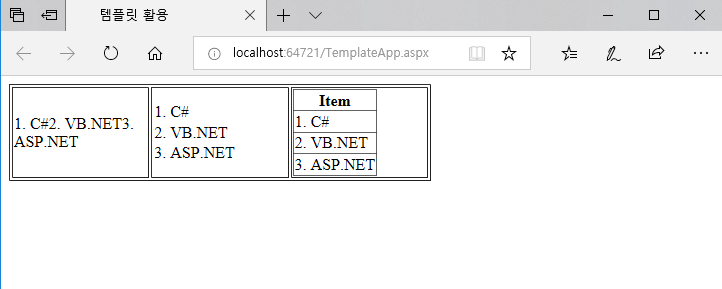 템플릿 활용
localhost:64721/TemplateApp.aspx
1. C#2. VB.NET3.
ASP.NET
1. C#
2. VB.NET
3. ASP.NET
Item
1. C#
2. VB.NET
3. ASP.NET